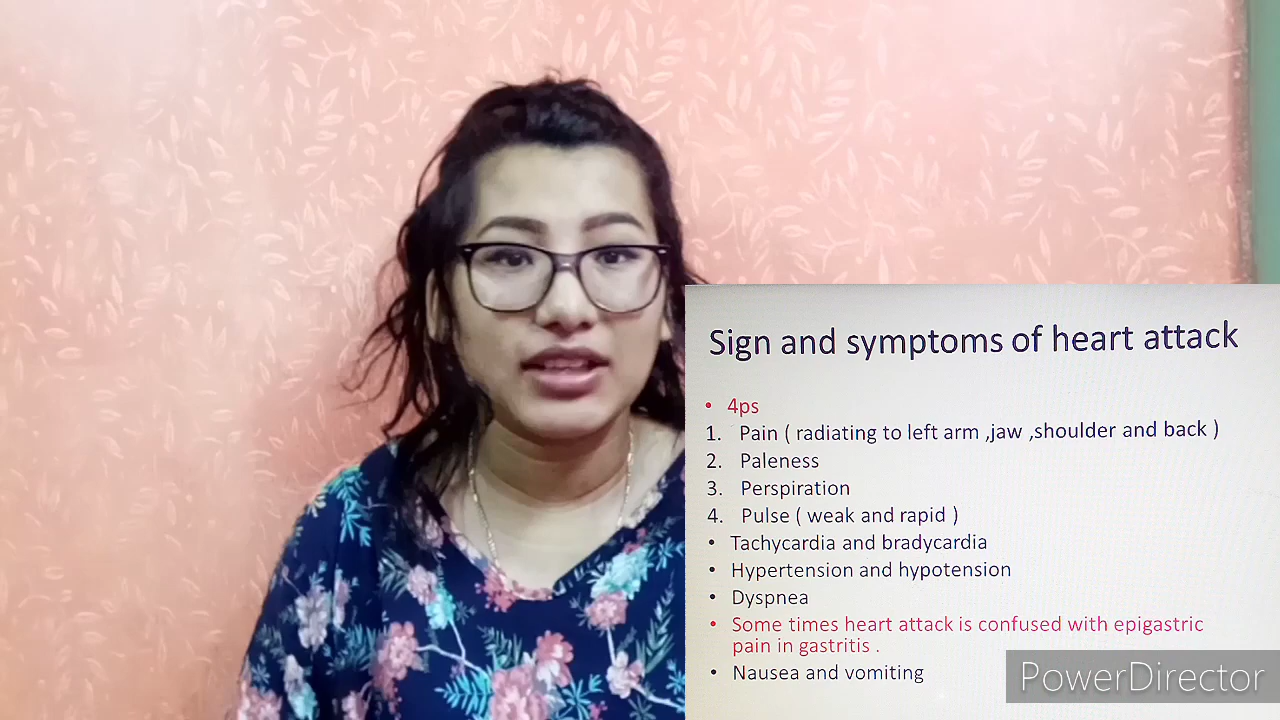 Sign and symptoms of heart attack
• 4ps
1. Pain ( radiating to left arm ,jaw ,shoulder and back )
2. Paleness
3. Perspiration
4. Pulse ( weak and rapid )
• Tachycardia and bradycardia
• Hypertension and hypotension
• Dyspnea
• Some times heart attack is confused with epigastric
pain in gastritis .
• Nausea and vomiting
PowerDirector